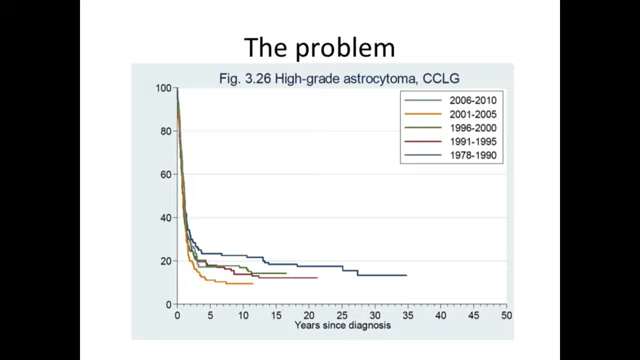 The problem
Fig. 3.26 High-grade astrocytoma, CCLG
100
80
60
40
20
0
2006-2010
2001-2005
1996-2000
1991-1995
1978-1990
0 5 10 15 20 25 30 35 40 45 50
Years since diagnosis